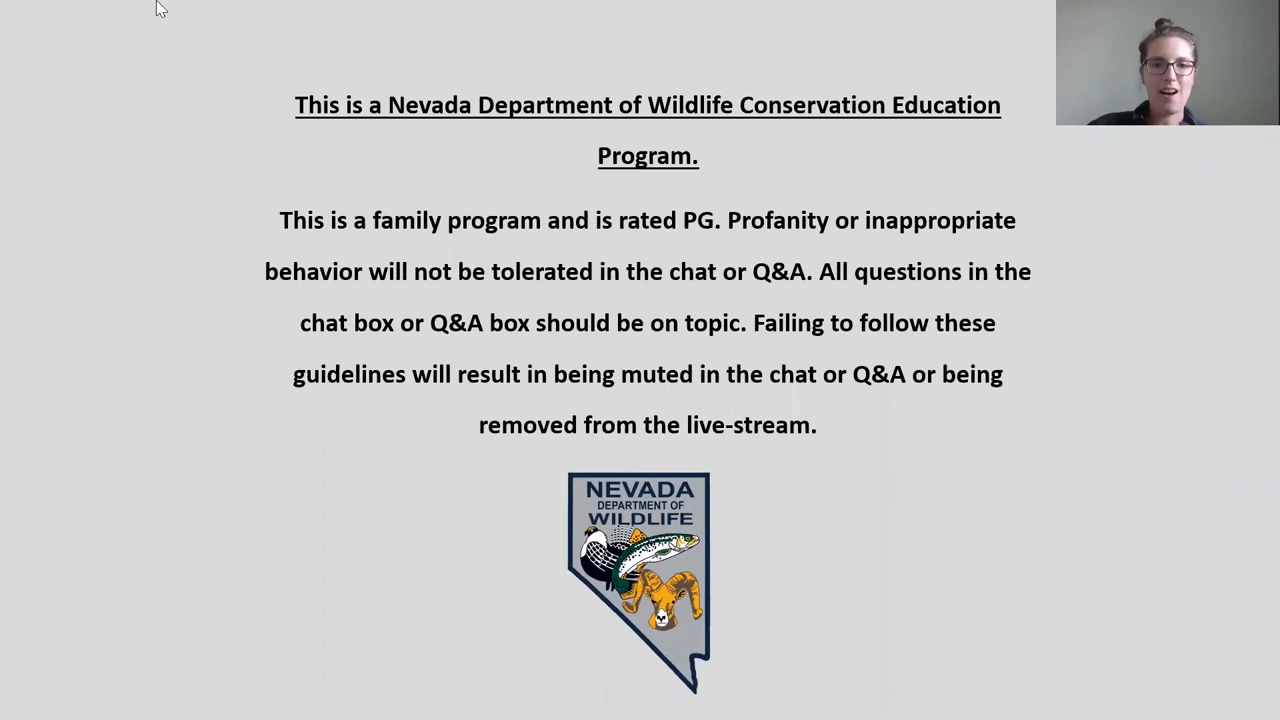 This is a Nevada Department of Wildlife Conservation Education
Program.
This is a family program and is rated PG. Profanity or inappropriate
behavior will not be tolerated in the chat or Q&A. All questions in the
chat box or Q&A box should be on topic. Failing to follow these
guidelines will result in being muted in the chat or Q&A or being
removed from the live-stream.
NEVADA
DEPARTMENT OF
WILDLIFE